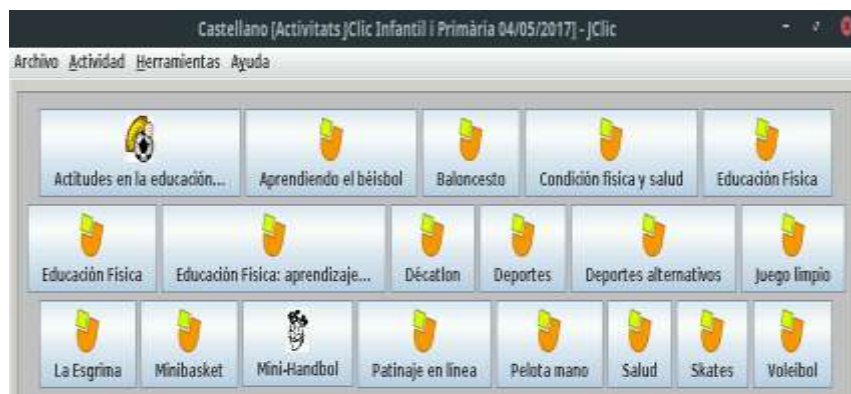 Castellano [Activitats JClic Infantil i Primària 04/05/2017] - JClic
Archivo Actividad Herramientas Ayuda
Actitudes en la educación... Aprendiendo el béisbol Baloncesto Condición física y salud Educación Física
Educación Física Educación Física: aprendizaje... Décatlon Deportes Deportes alternativos Juego limpio
La Esgrima Minibasket Mini-Handbol Patinaje en línea Pelota mano Salud Skates Voleibol